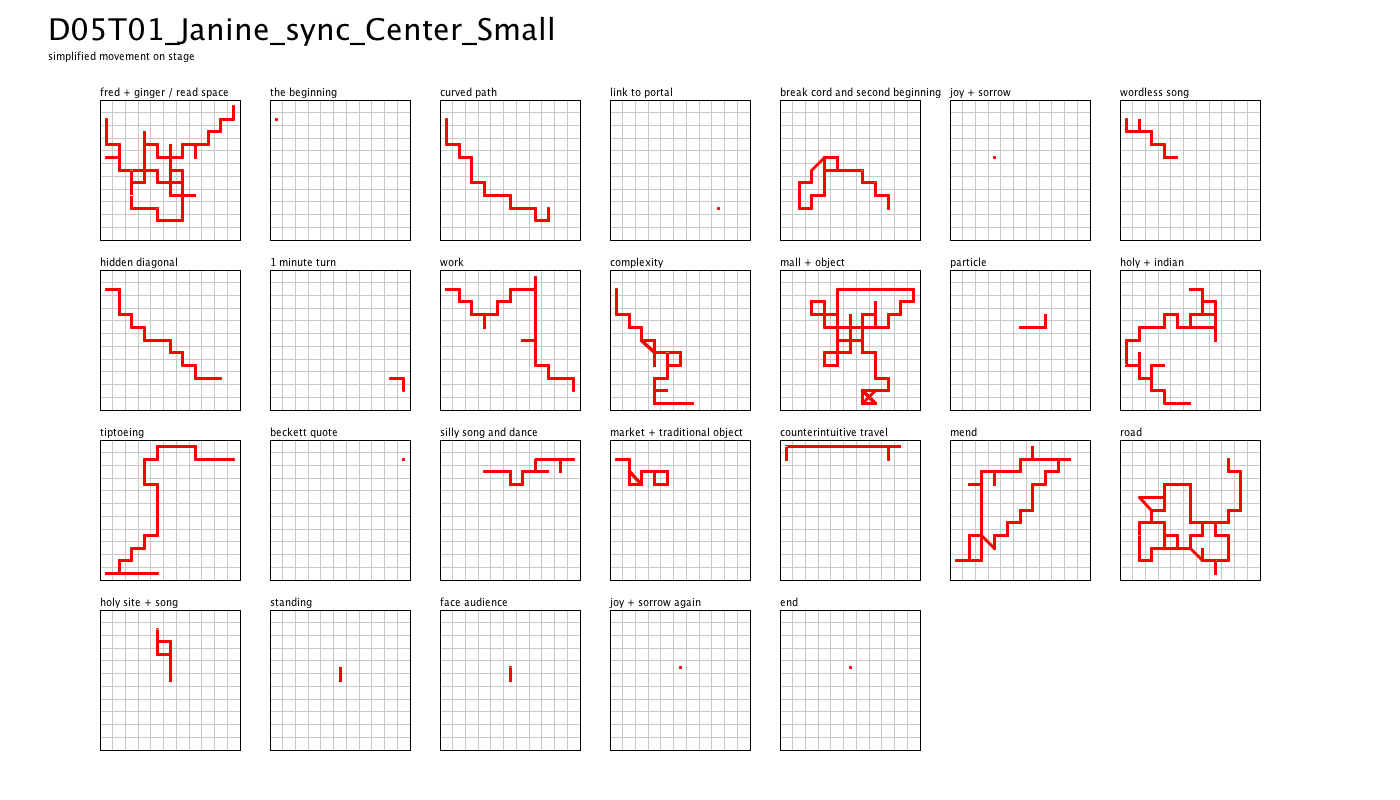 D05T01_Janine_sync_Center_Small
simplified movement on stage
fred + ginger / read space
the beginning
curved path
link to portal
break cord and second beginning
joy + sorrow
wordless song
hidden diagonal
1 minute turn
work
complexity
mall + object
particle
holy + indian
tiptoeing
beckett quote
silly song and dance
market + traditional object
counterintuitive travel
mend
road
holy site + song
standing
face audience
joy + sorrow again
end